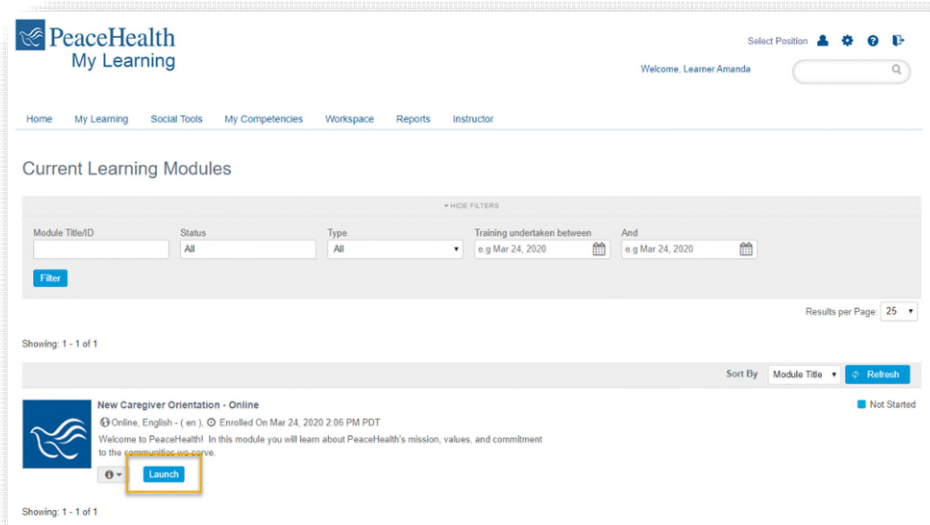 PeaceHealth
My Learning
Select Position
Welcome, Learner Amanda
Home My Learning Social Tools My Competencies Workspace Reports Instructor
Current Learning Modules
HIDE FILTERS
Module Title/ID Status Type Training undertaken between And
All All e.g Mar 24, 2020 e.g Mar 24, 2020
Filter
Results per Page: 25
Showing: 1 - 1 of 1
Sort By Module Title Refresh
New Caregiver Orientation - Online Not Started
Online, English - ( en ), Enrolled On Mar 24, 2020 2:06 PM PDT
Welcome to PeaceHealth! In this module you will learn about PeaceHealth's mission, values, and commitment
to the communities we serve.
Launch
Showing: 1 - 1 of 1